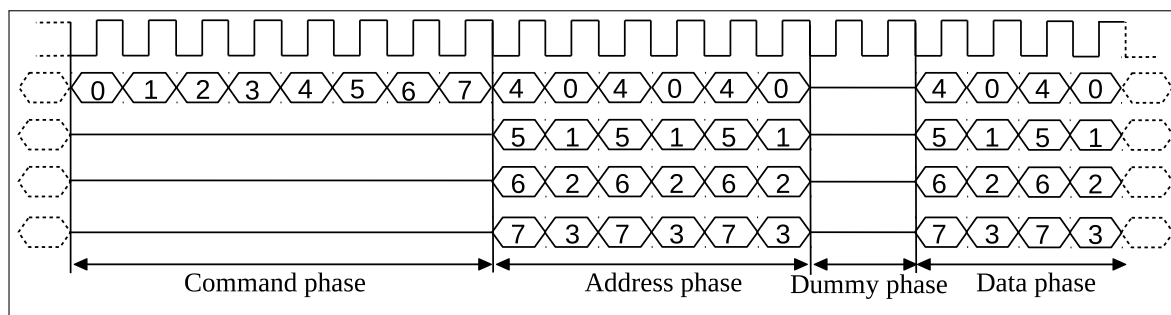 0 1 2 3 4 5 6 7 4 0 4 0 4 0 4 0 4 0
5 1 5 1 5 1 5 1 5 1
6 2 6 2 6 2 6 2 6 2
7 3 7 3 7 3 7 3 7 3
Command phase Address phase Dummy phase Data phase